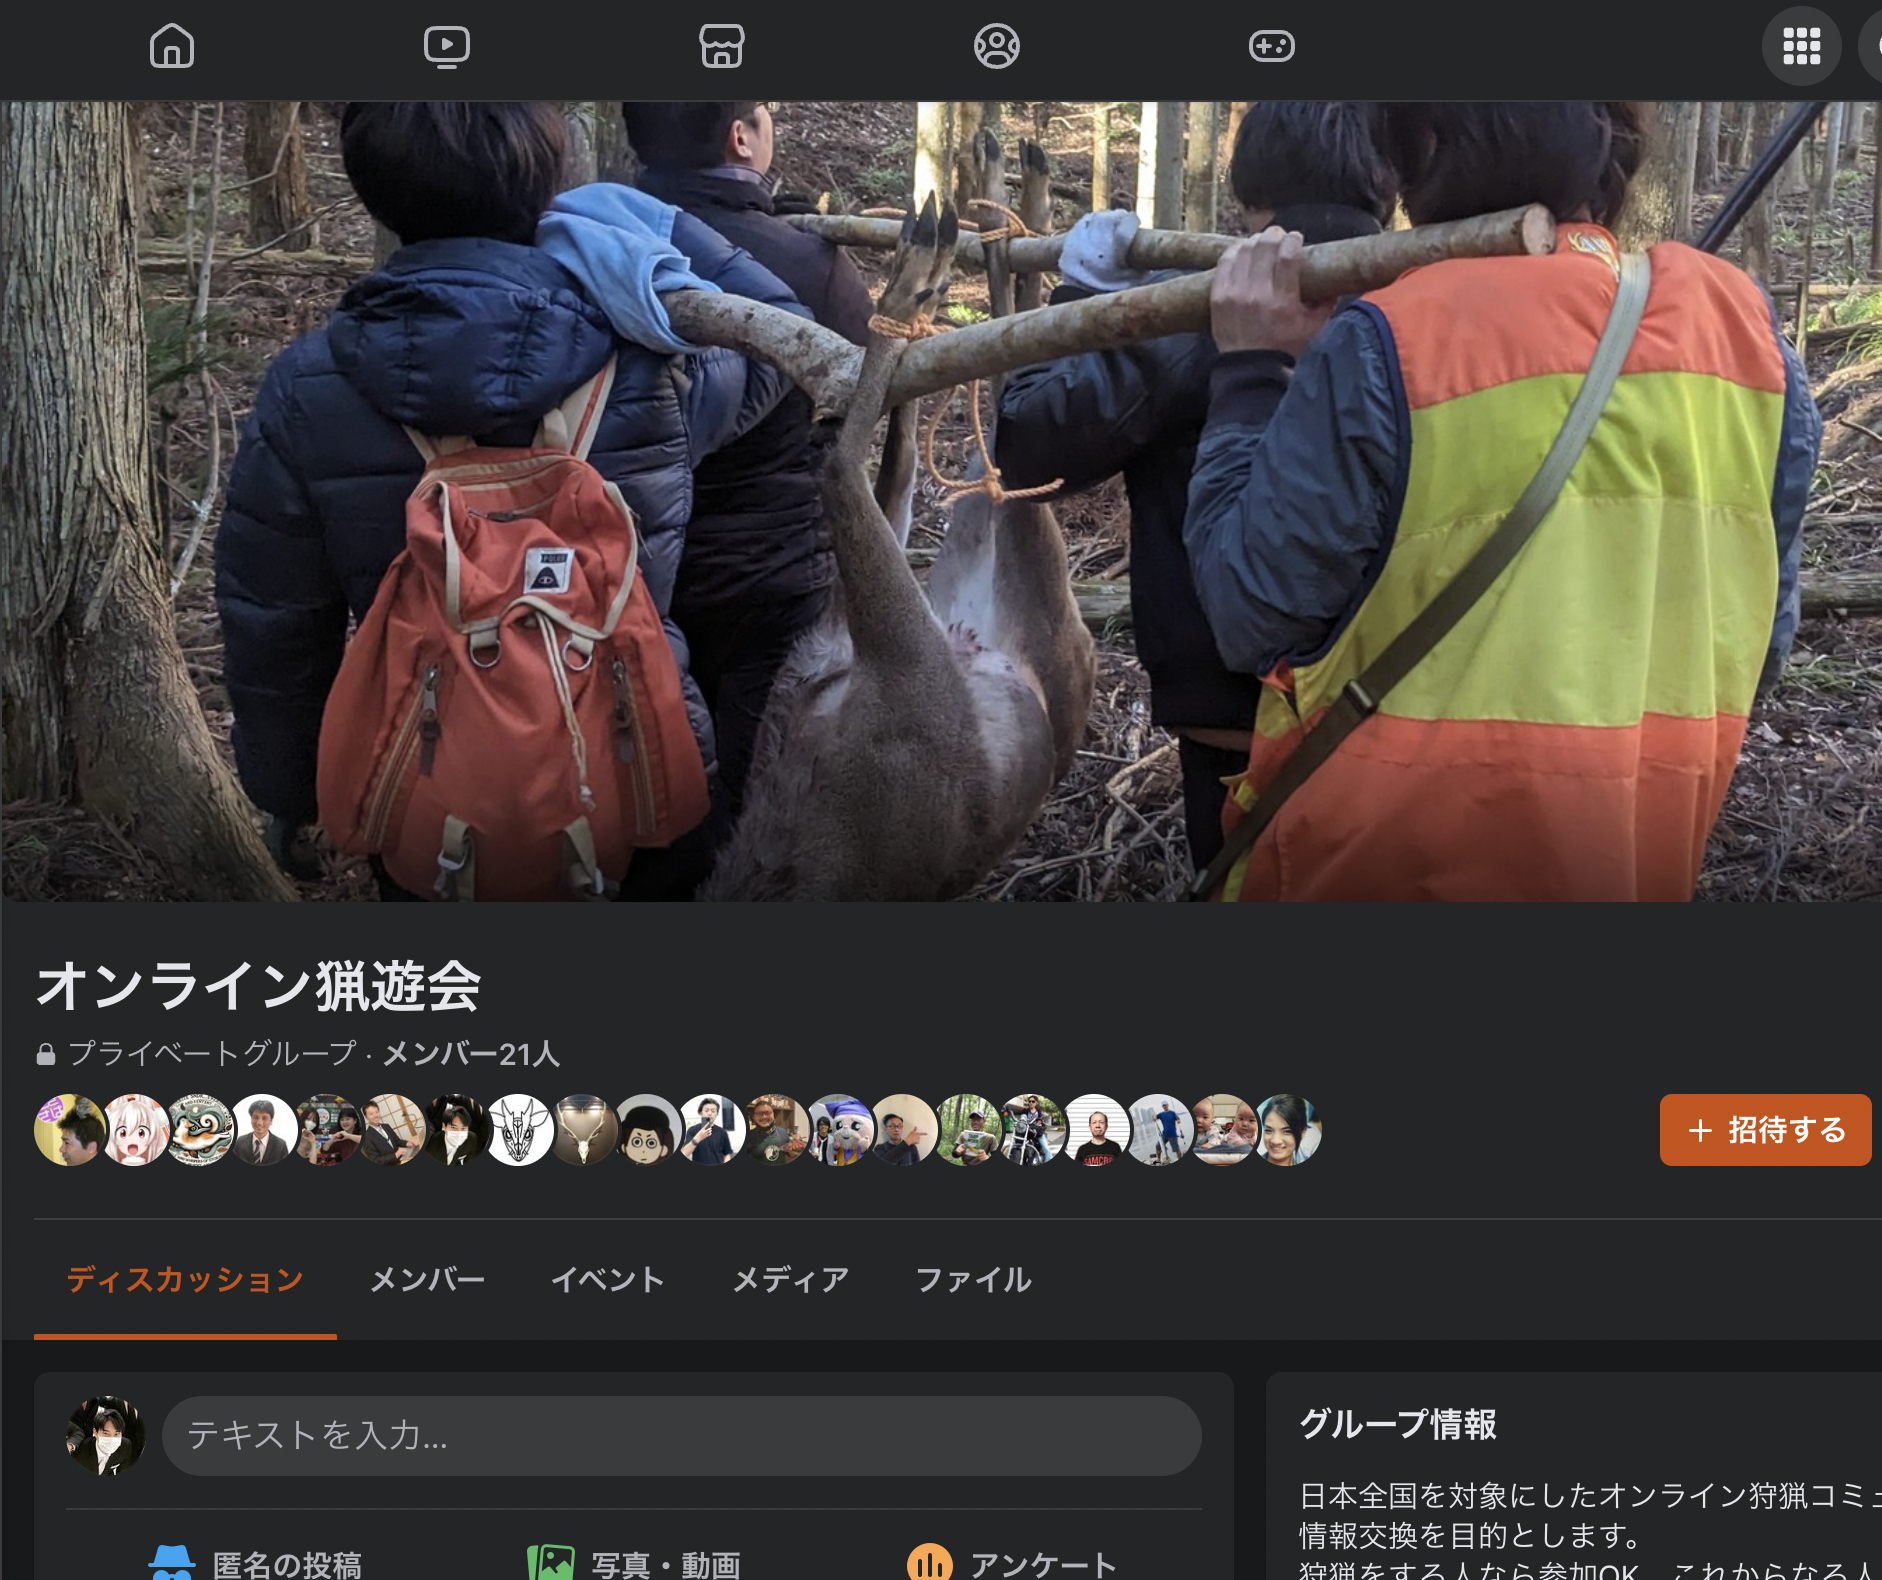 オンライン猟遊会
プライベートグループ · メンバー21人
+ 招待する
ディスカッション
メンバー
イベント
メディア
ファイル
テキストを入力...
匿名の投稿
写真・動画
アンケート
グループ情報
日本全国を対象にしたオンライン狩猟コミュ
情報交換を目的とします。
狩猟をする人なら参加OK。これからなる人